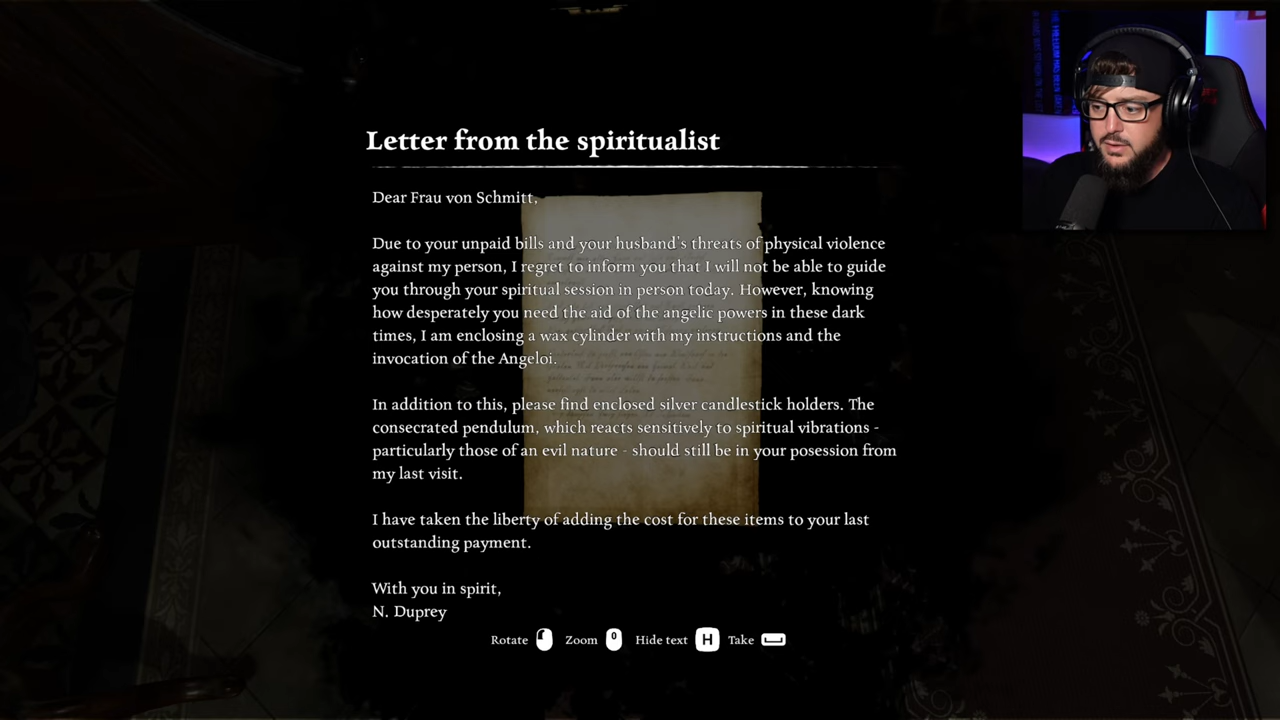 Letter from the spiritualist
Dear Frau von Schmitt,
Due to your unpaid bills and your husband's threats of physical violence
against my person, I regret to inform you that I will not be able to guide
you through your spiritual session in person today. However, knowing
how desperately you need the aid of the angelic powers in these dark
times, I am enclosing a wax cylinder with my instructions and the
invocation of the Angeloi.
In addition to this, please find enclosed silver candlestick holders. The
consecrated pendulum, which reacts sensitively to spiritual vibrations -
particularly those of an evil nature - should still be in your posession from
my last visit.
I have taken the liberty of adding the cost for these items to your last
outstanding payment.
With you in spirit,
N. Duprey
Rotate Zoom Hide text H Take